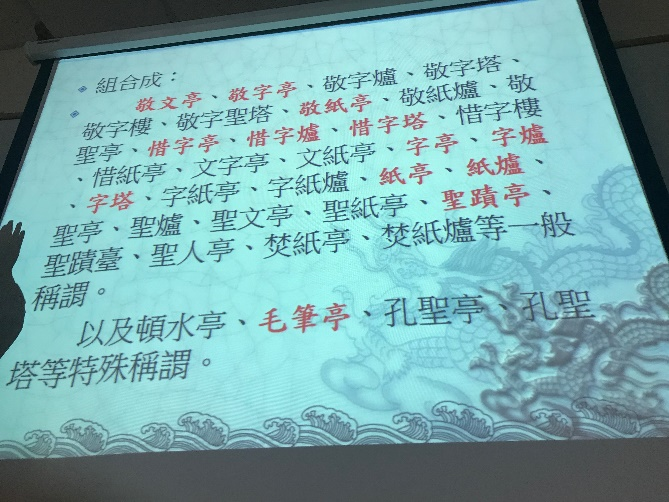 組合成：
敬文亭、敬字亭、敬字爐、敬字塔、
敬字樓、敬字聖塔、敬紙亭、敬紙爐、敬
聖亭、惜字亭、惜字爐、惜字塔、惜字樓
、惜紙亭、文字亭、文紙亭、字亭、字爐
、字塔、字紙亭、字紙爐、紙亭、紙爐、
聖亭、聖爐、聖文亭、聖紙亭、聖蹟亭、
聖蹟臺、聖人亭、焚紙亭、焚紙爐等一般
稱謂。
以及頓水亭、毛筆亭、孔聖亭、孔聖
塔等特殊稱謂。